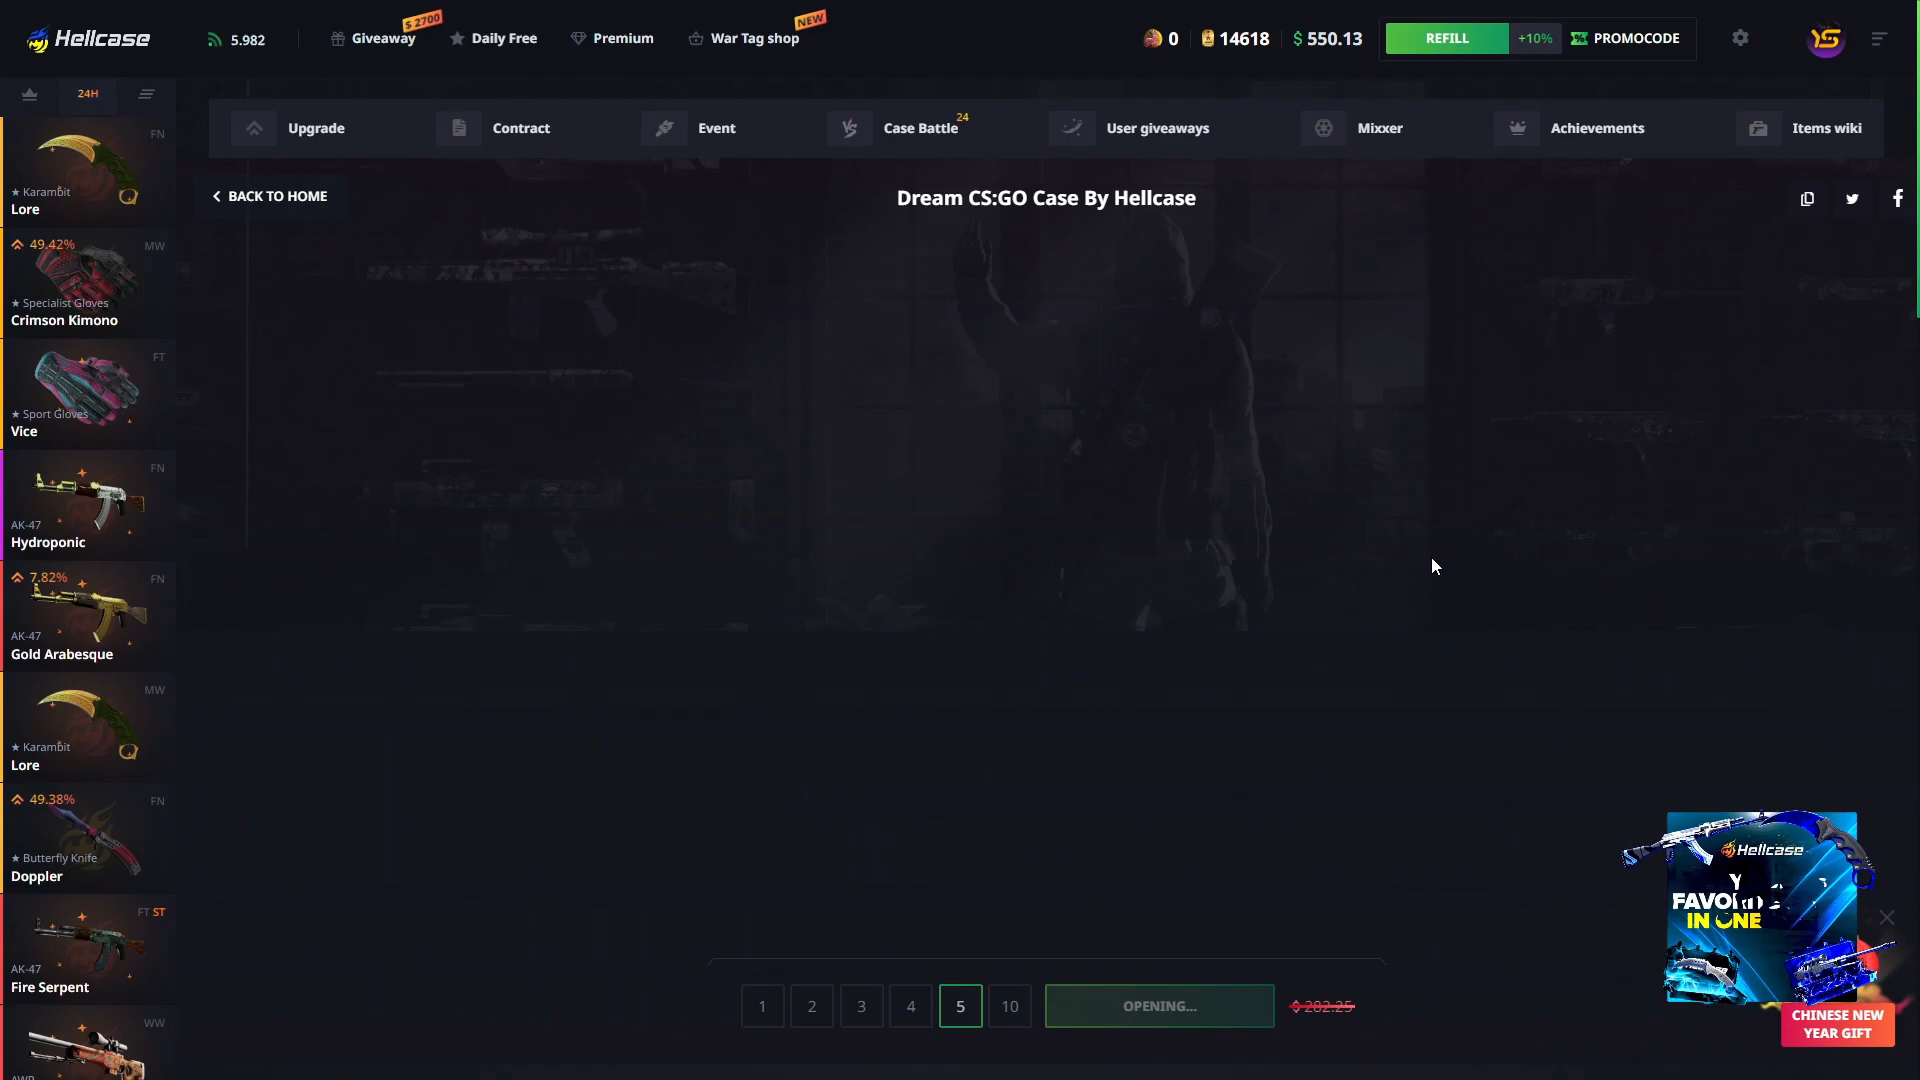 Hellcase
5.982
Giveaway
$ 2700
Daily Free
Premium
War Tag shop
NEW
0
14618
$ 550.13
REFILL
+10%
PROMOCODE
24H
Upgrade
Contract
Event
Case Battle
24
User giveaways
Mixxer
Achievements
Items wiki
BACK TO HOME
Dream CS:GO Case By Hellcase
FN
★ Karambit
Lore
49.42%
MW
★ Specialist Gloves
Crimson Kimono
FT
★ Sport Gloves
Vice
FN
AK-47
Hydroponic
7.82%
FN
AK-47
Gold Arabesque
MW
★ Karambit
Lore
49.38%
FN
★ Butterfly Knife
Doppler
FT ST
AK-47
Fire Serpent
WW
AWP
1
2
3
4
5
10
OPENING...
$ 282.25
Hellcase
IN ONE
CHINESE NEW
YEAR GIFT